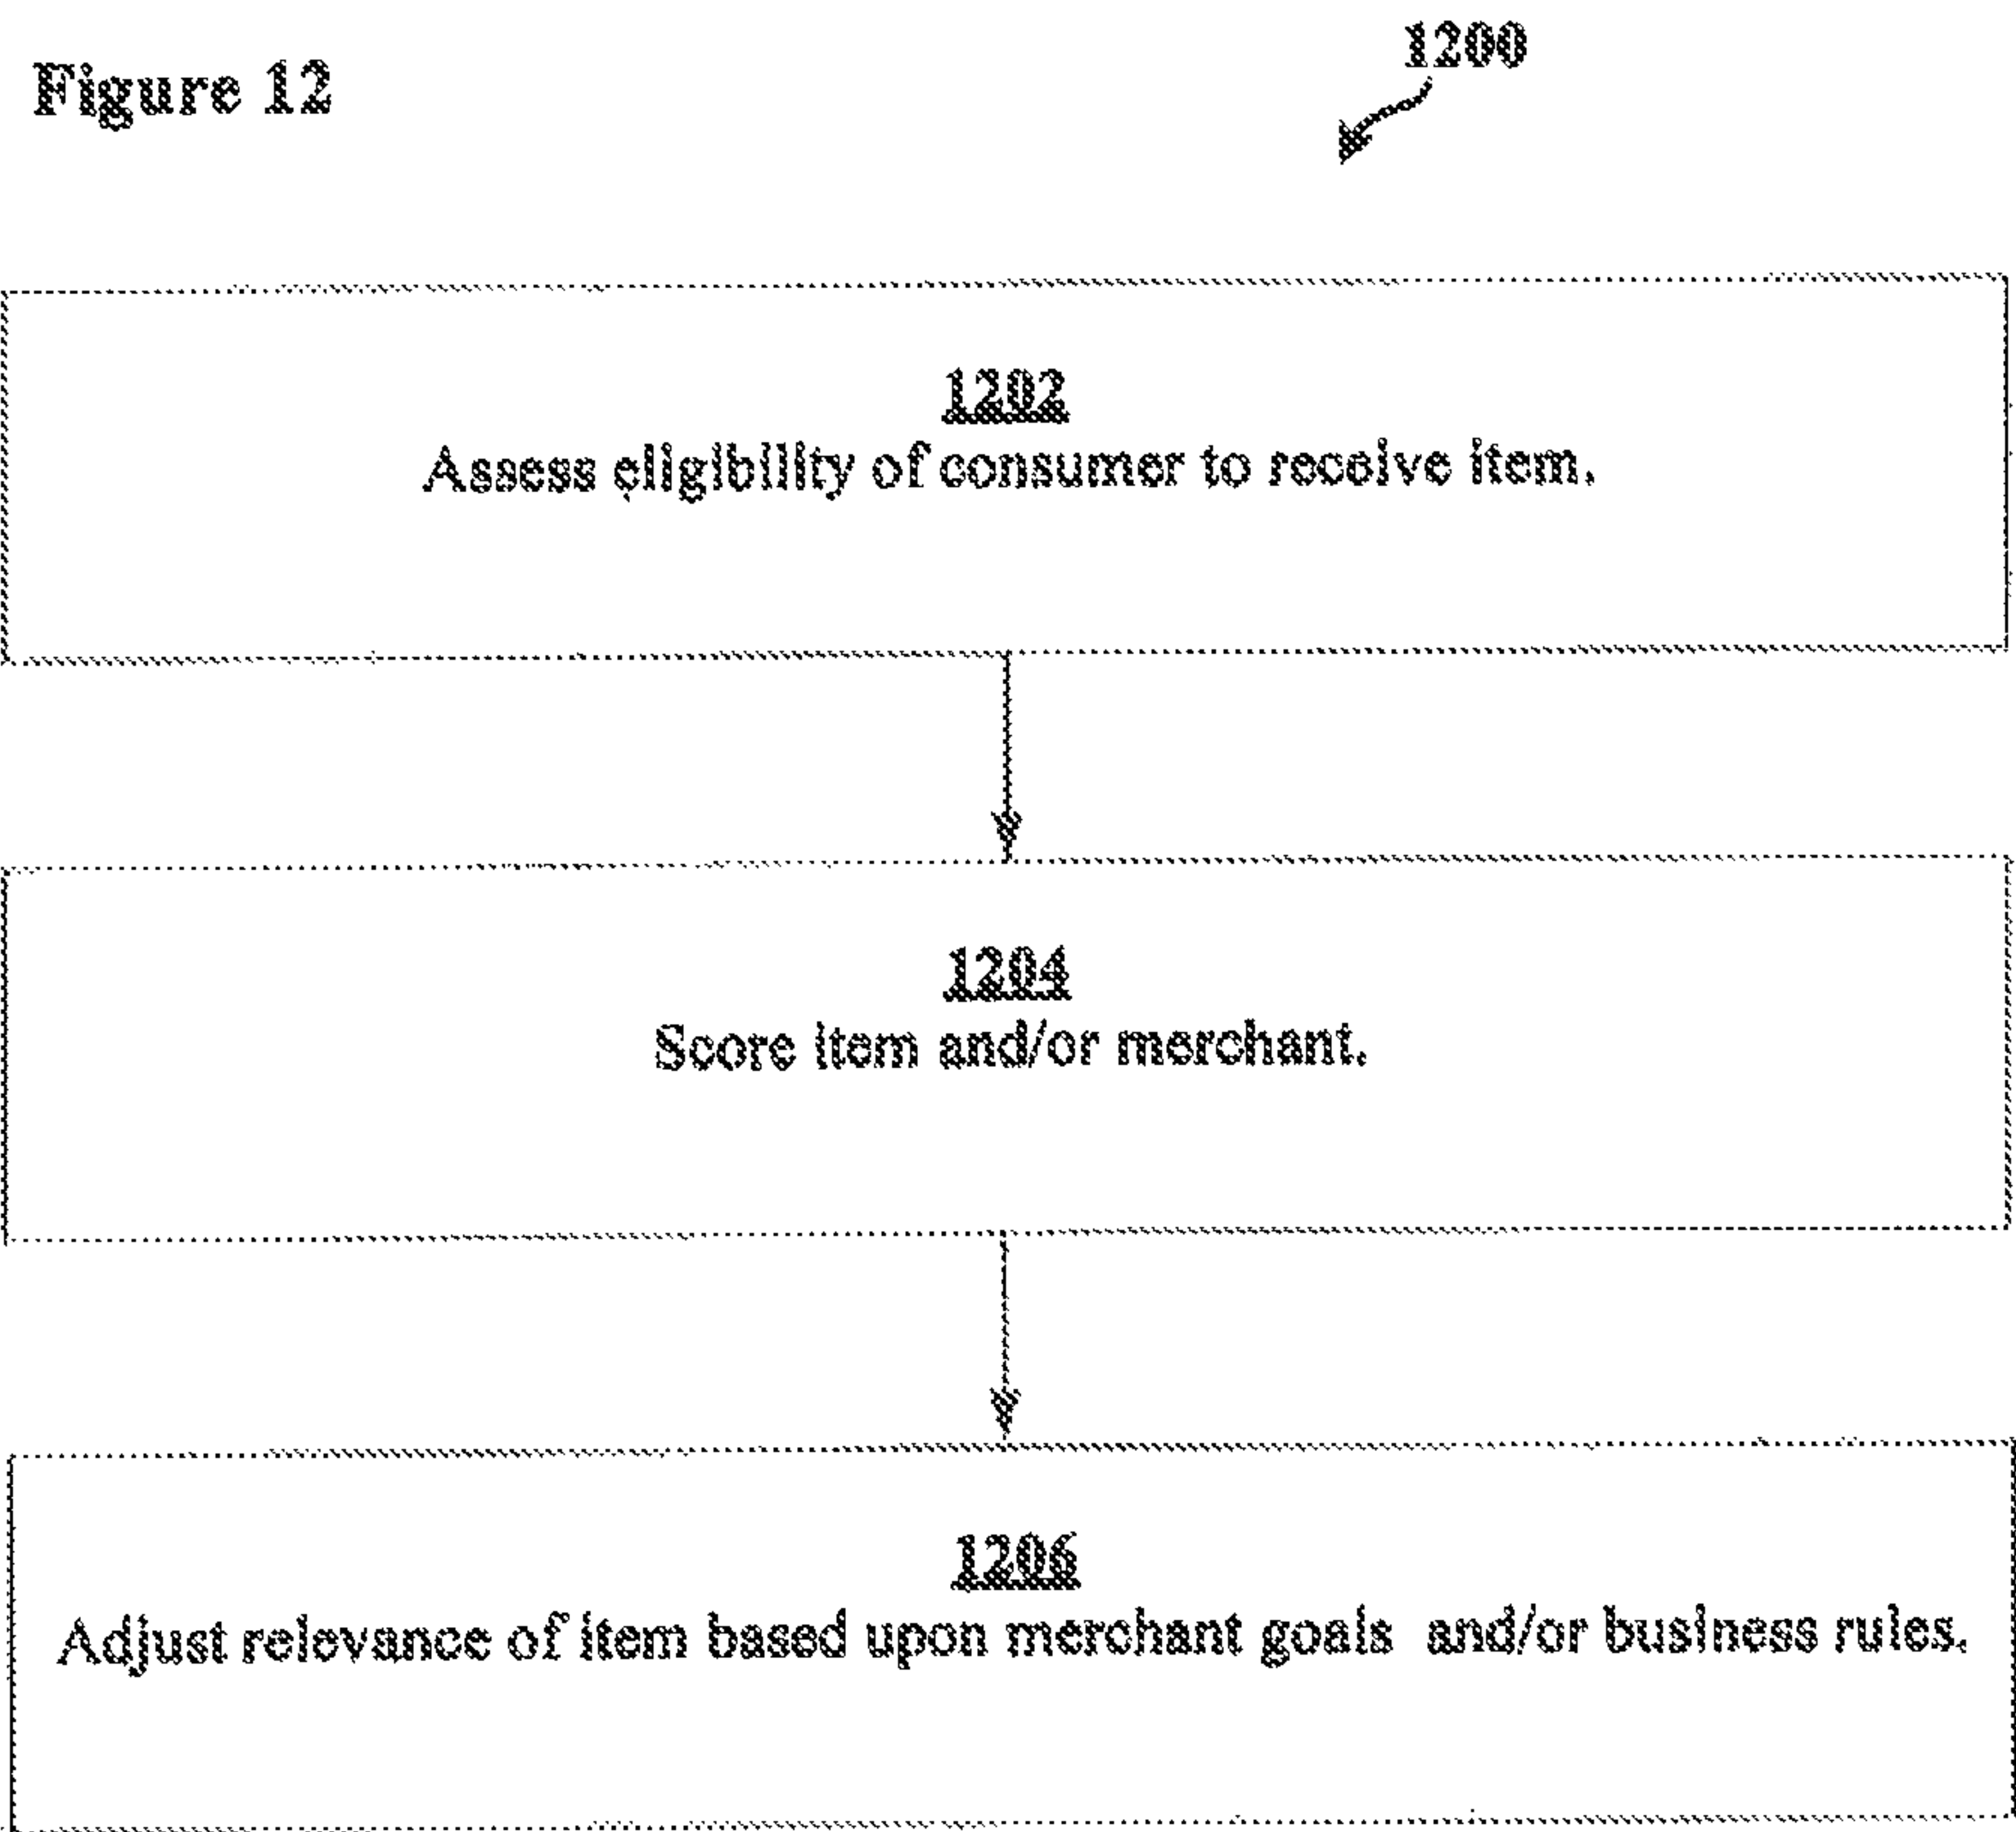 Figure 12
1200
1202
Assess eligibility of consumer to receive item.
1204
Score item and/or merchant.
1206
Adjust relevance of item based upon merchant goals and/or business rules.